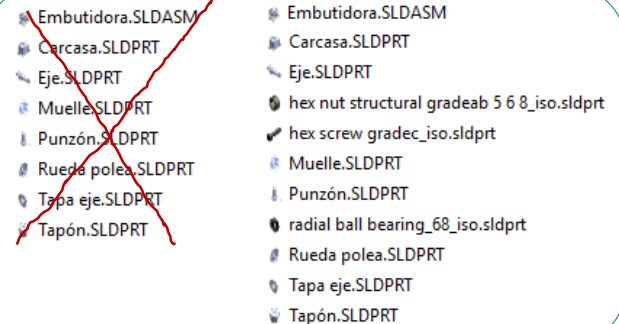 Embutidora.SLDASM
Carcasa.SLDPRT
Eje.SLDPRT
Muelle.SLDPRT
Punzón.SLDPRT
Rueda polea.SLDPRT
Tapa eje.SLDPRT
Tapón.SLDPRT
Embutidora.SLDASM
Carcasa.SLDPRT
Eje.SLDPRT
hex nut structural gradeab 5 6 8_iso.sldprt
hex screw gradec_iso.sldprt
Muelle.SLDPRT
Punzón.SLDPRT
radial ball bearing_68_iso.sldprt
Rueda polea.SLDPRT
Tapa eje.SLDPRT
Tapón.SLDPRT